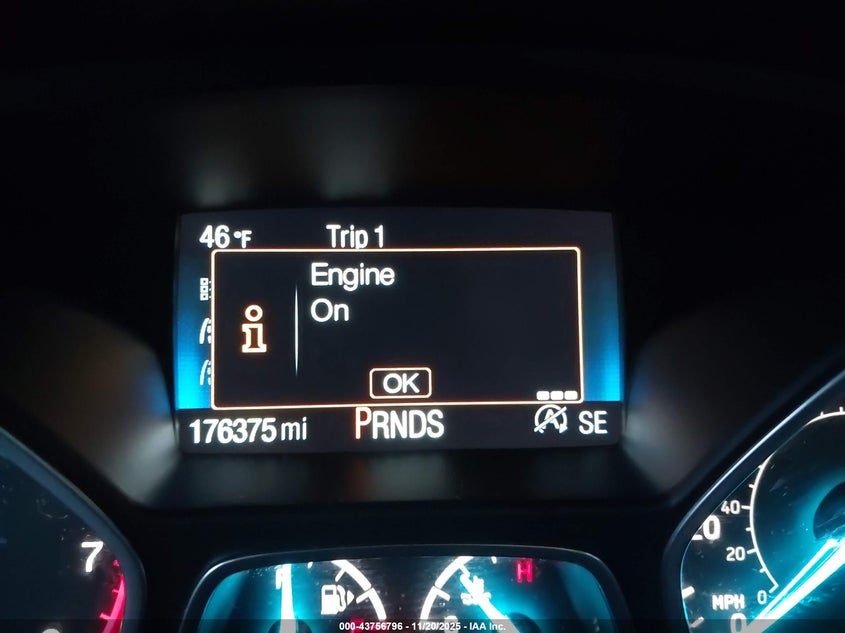 46°F Trip 1
Engine
On
i
OK
176375 mi PRNDS SE
7
H
40
20
0
MPH 0
000-43756796 - 11/20/2025 - IAA Inc.